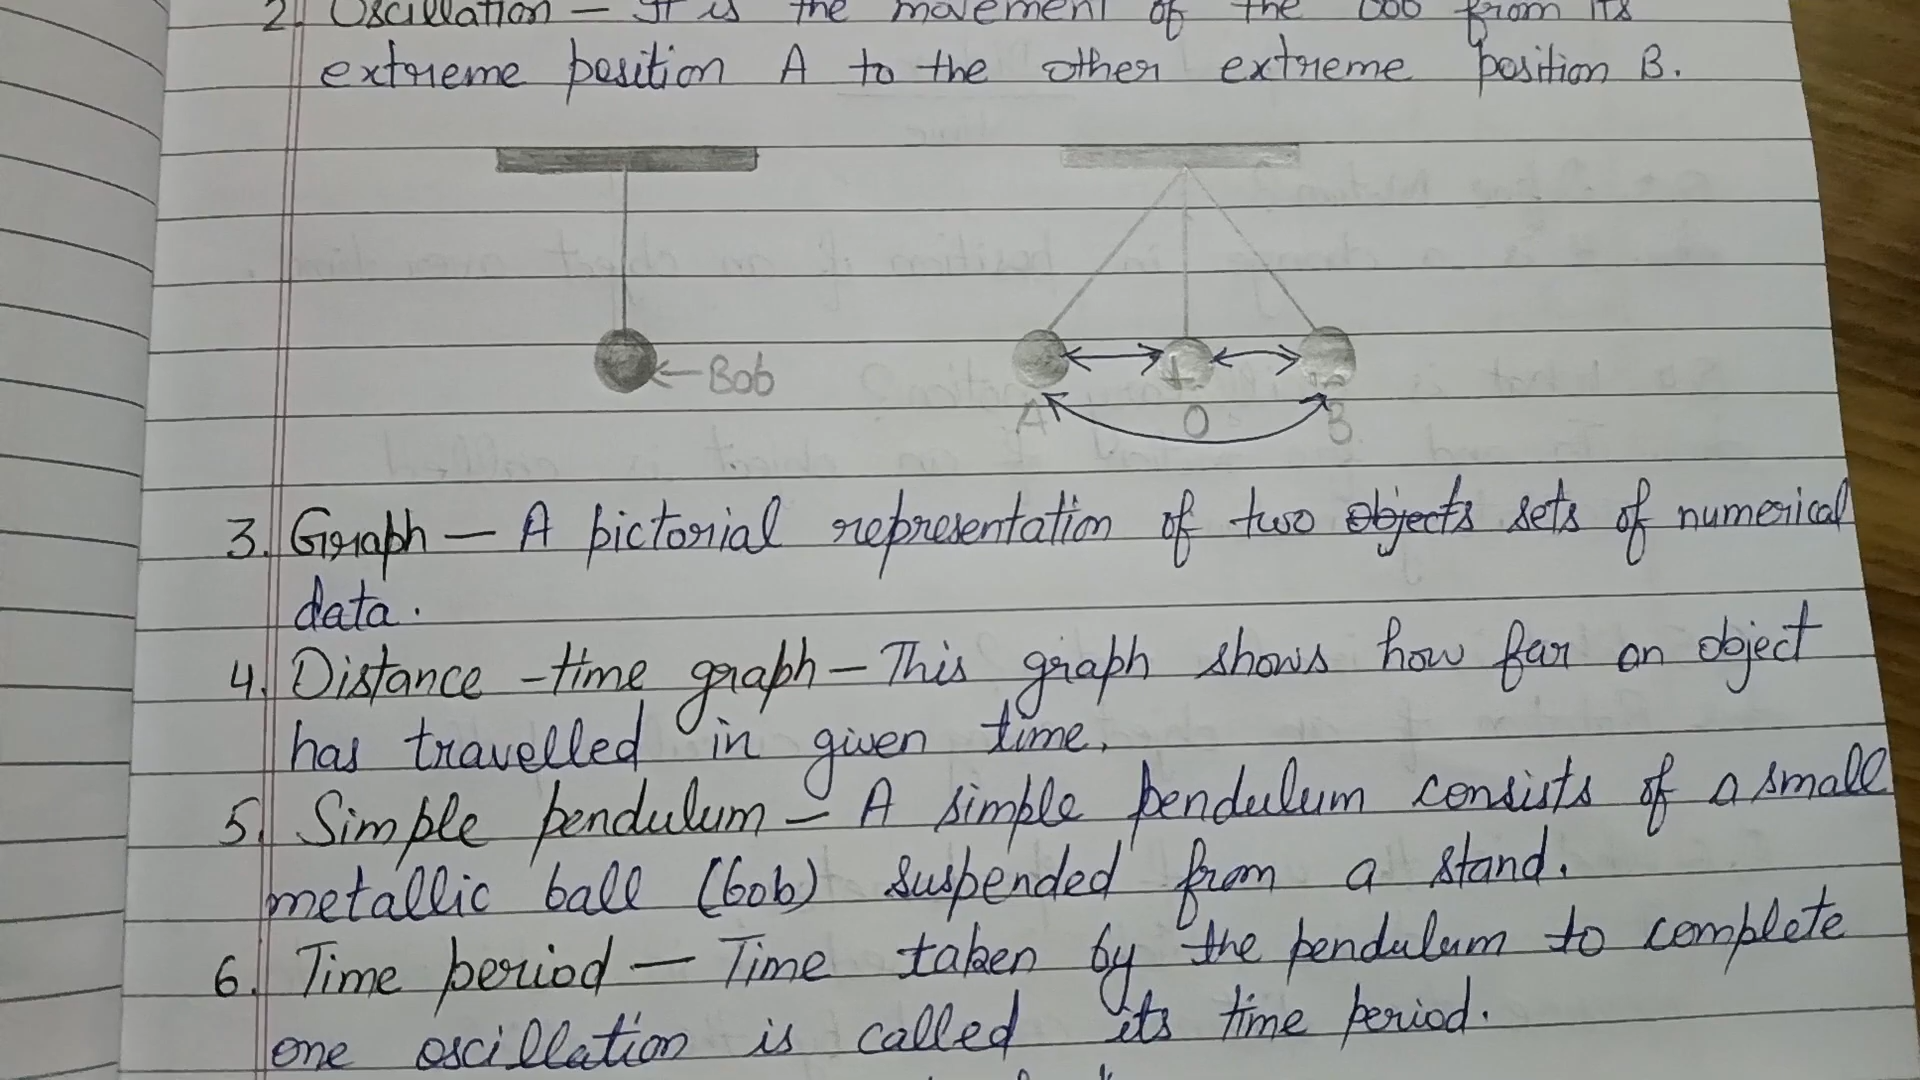 2. Oscillation – It is the movement of the bob from its
extreme position A to the other extreme position B.
Bob
A O B
3. Graph – A pictorial representation of two objects sets of numerical
data.
4. Distance -time graph – This graph shows how far an object
has travelled in given time.
5. Simple pendulum – A simple pendulum consists of a small
metallic ball (bob) suspended from a stand.
6. Time period – Time taken by the pendulum to complete
one oscillation is called its time period.